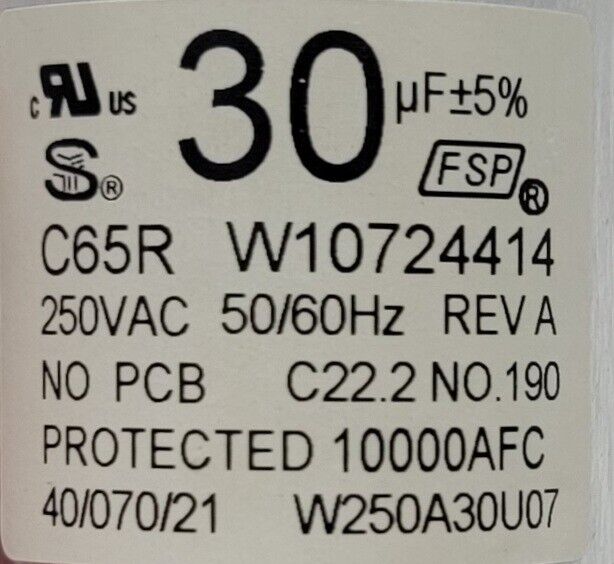 c RU US 30 µF±5%
S® FSP®
C65R W10724414
250VAC 50/60Hz REV A
NO PCB C22.2 NO.190
PROTECTED 10000AFC
40/070/21 W250A30U07